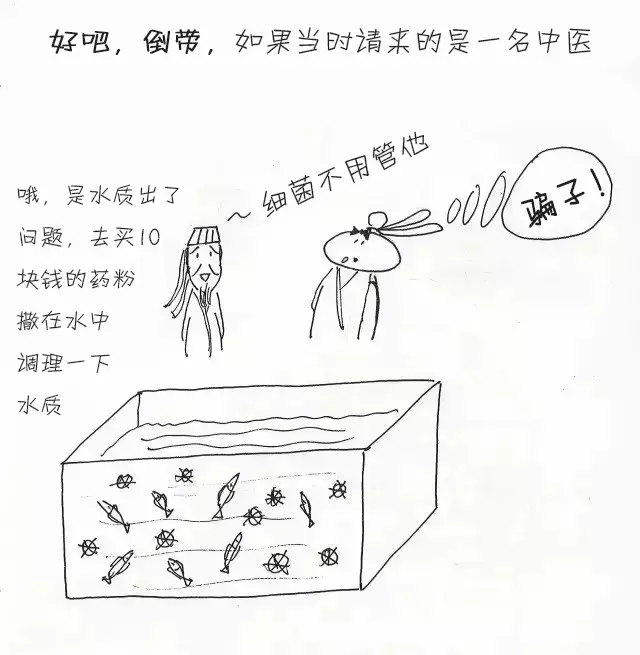 好吧，倒带，如果当时请来的是一名中医
哦，是水质出了
问题，去买10
块钱的药粉
撒在水中
调理一下
水质
~细菌不用管他
骗子！